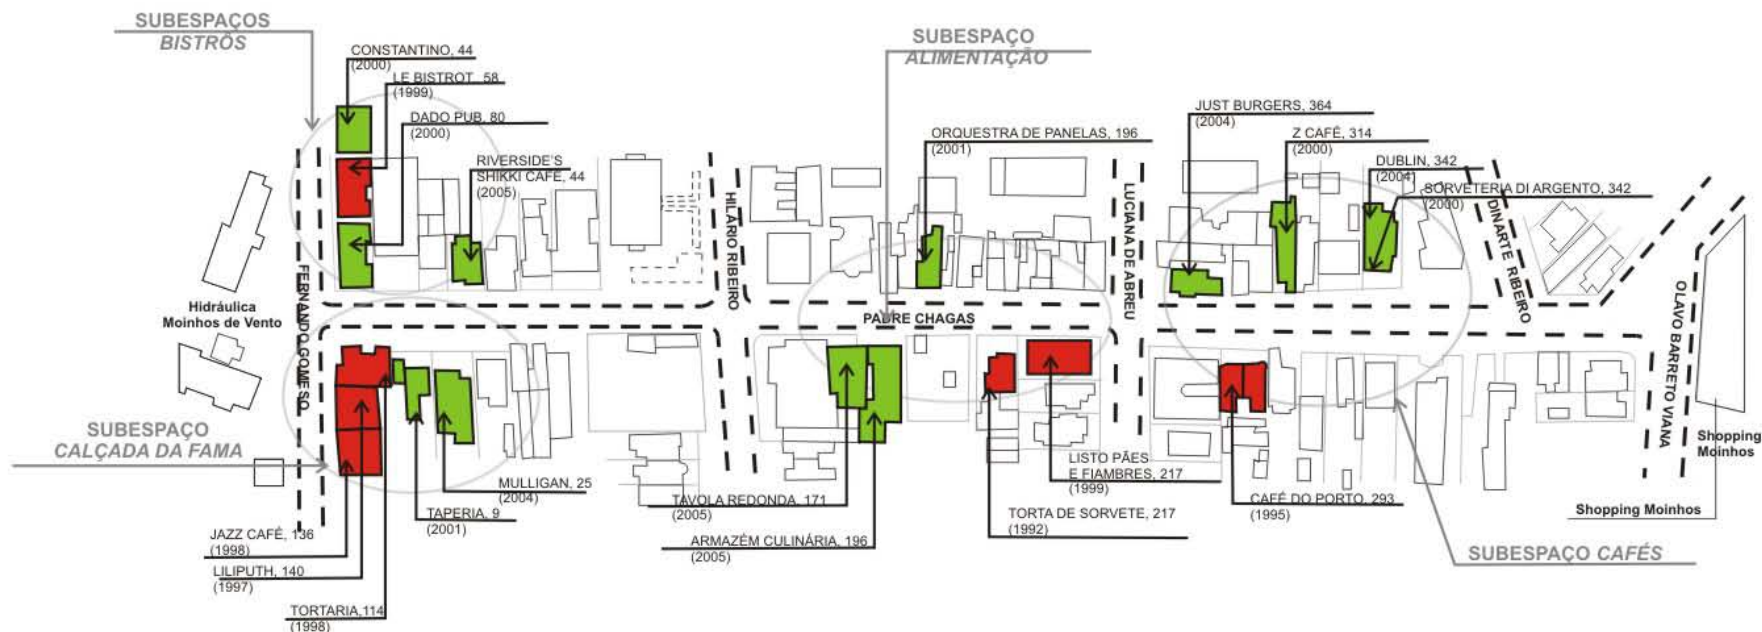 SUBESPAÇOS
BISTRÔS
CONSTANTINO, 44
(2000)
LE BISTROT, 58
(1999)
DADO PUB, 80
(2000)
RIVERSIDE'S
SHIKKI CAFÉ, 44
(2005)
SUBESPAÇO
ALIMENTAÇÃO
ORQUESTRA DE PANELAS, 196
(2001)
JUST BURGERS, 364
(2004)
Z CAFÉ, 314
(2000)
DUBLIN, 342
(2004)
SORVETERIA DI ARGENTO, 342
(2000)
HILÁRIO RIBEIRO
LUCIANA DE ABREU
DINARTE RIBEIRO
OLAVO BARRETO VIANA
FERNANDO GOMESO
Hidráulica
Moinhos de Vento
PADRE CHAGAS
SUBESPAÇO
CALÇADA DA FAMA
MULLIGAN, 25
(2004)
TAPERIA, 9
(2001)
JAZZ CAFÉ, 136
(1998)
LILIPUTH, 140
(1997)
TORTARIA,114
(1998)
TAVOLA REDONDA, 171
(2005)
ARMAZÉM CULINÁRIA, 196
(2005)
LISTO PÃES
E FIAMBRES, 217
(1999)
TORTA DE SORVETE, 217
(1992)
CAFÉ DO PORTO, 293
(1995)
Shopping
Moinhos
Shopping Moinhos
SUBESPAÇO CAFÉS